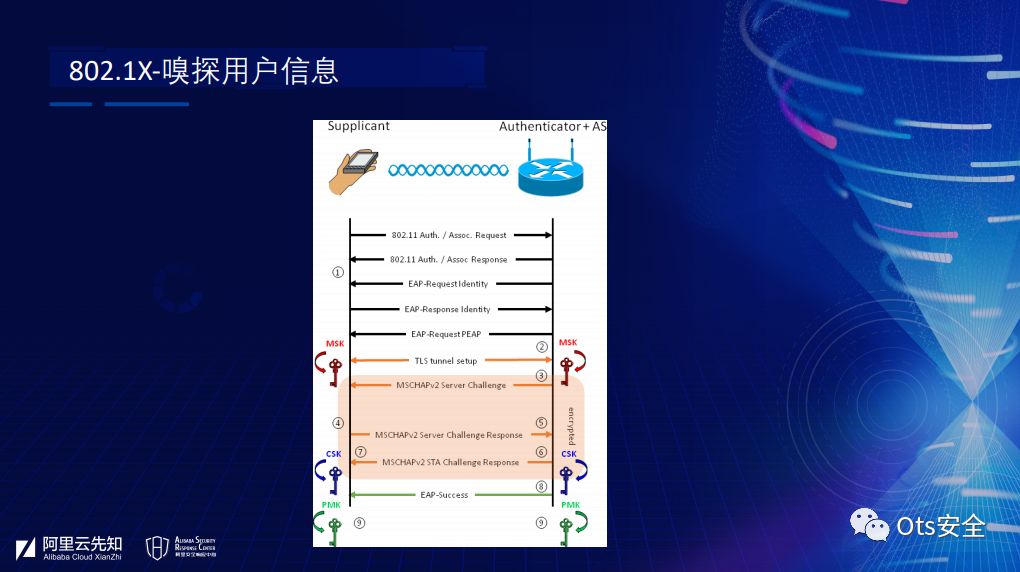 802.1X-嗅探用户信息
Supplicant
Authenticator + AS
802.11 Auth. / Assoc. Request
802.11 Auth. / Assoc Response
①
EAP-Request Identity
EAP-Response Identity
EAP-Request PEAP
MSK
②
MSK
TLS tunnel setup
③
MSCHAPv2 Server Challenge
encrypted
④
⑤
MSCHAPv2 Server Challenge Response
CSK
⑦
⑥
CSK
MSCHAPv2 STA Challenge Response
⑧
EAP-Success
PMK
PMK
⑨
⑨
阿里云先知
Alibaba Cloud XianZhi
ALIBABA SECURITY
RESPONSE CENTER
阿里安全响应中心
Ots安全